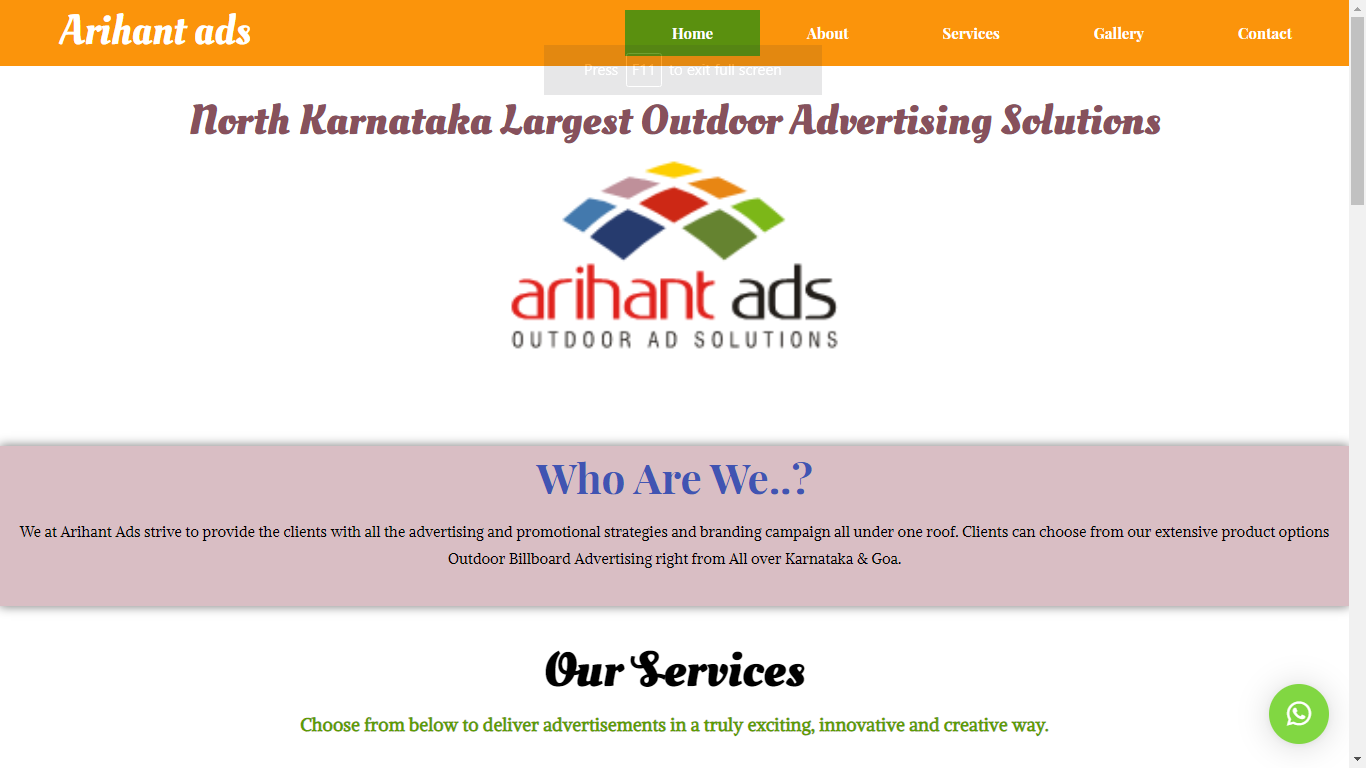 Arihant ads
Home About Services Gallery Contact
Press F11 to exit full screen
North Karnataka Largest Outdoor Advertising Solutions
arihant ads
OUTDOOR AD SOLUTIONS
Who Are We..?
We at Arihant Ads strive to provide the clients with all the advertising and promotional strategies and branding campaign all under one roof. Clients can choose from our extensive product options
Outdoor Billboard Advertising right from All over Karnataka & Goa.
Our Services
Choose from below to deliver advertisements in a truly exciting, innovative and creative way.